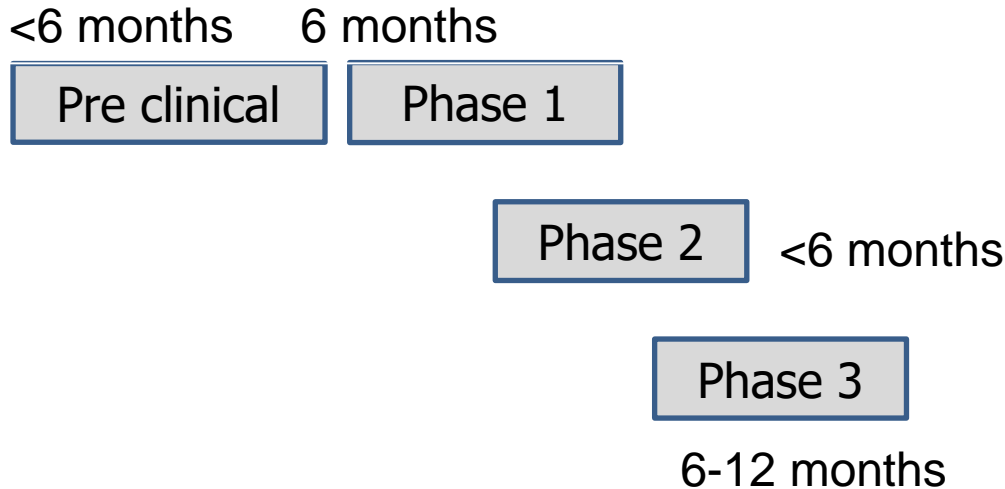 <6 months 6 months
Pre clinical Phase 1
Phase 2 <6 months
Phase 3
6-12 months